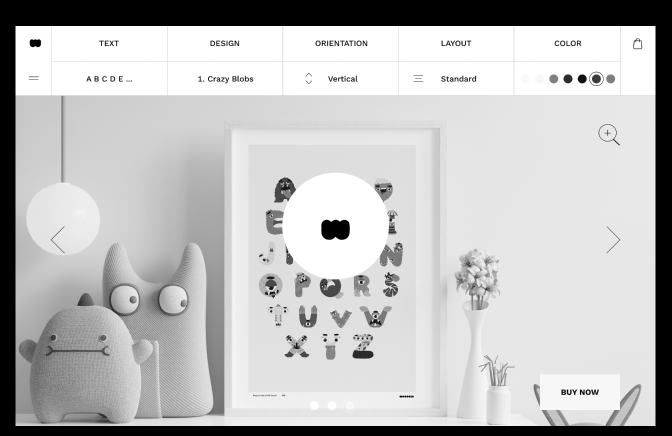 TEXT
DESIGN
ORIENTATION
LAYOUT
COLOR
A B C D E ...
1. Crazy Blobs
Vertical
Standard
O P Q R S
T U V V
X Y Z
BUY NOW